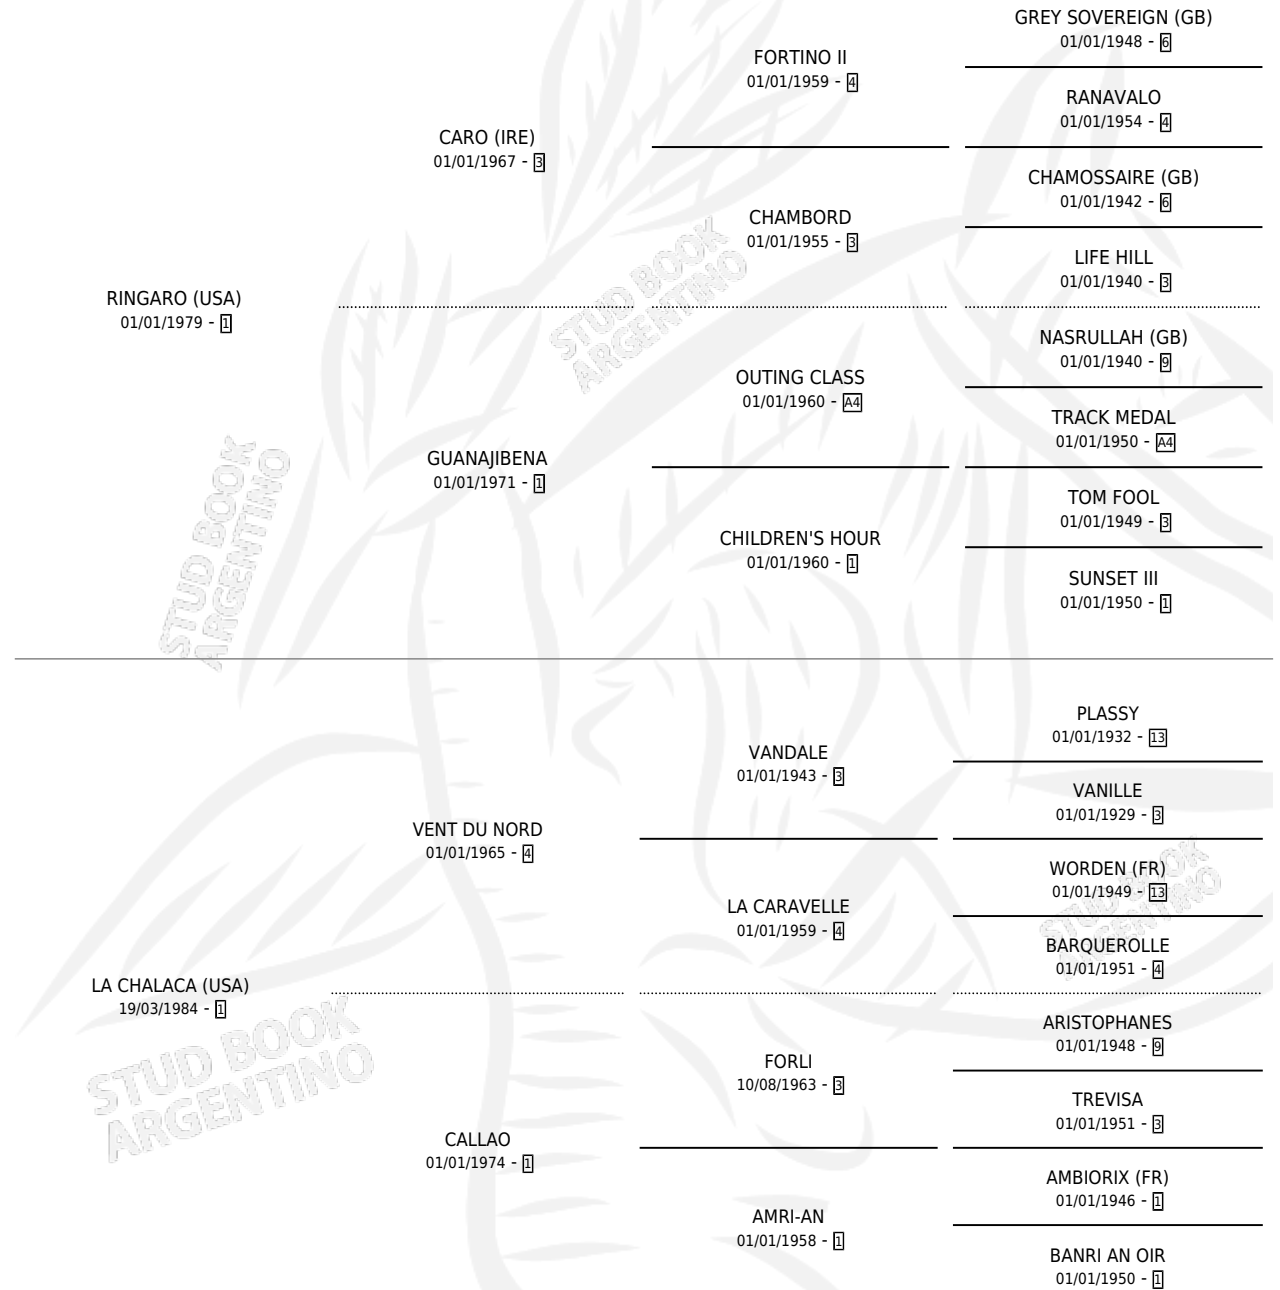 GREY SOVEREIGN (GB)
01/01/1948 - 6
FORTINO II
01/01/1959 - 4
RANAVALO
01/01/1954 - 4
CARO (IRE)
01/01/1967 - 3
CHAMOSSAIRE (GB)
01/01/1942 - 6
CHAMBORD
01/01/1955 - 3
LIFE HILL
01/01/1940 - 3
RINGARO (USA)
01/01/1979 - 1
NASRULLAH (GB)
01/01/1940 - 9
OUTING CLASS
01/01/1960 - A4
TRACK MEDAL
01/01/1950 - A4
GUANAJIBENA
01/01/1971 - 1
TOM FOOL
01/01/1949 - 3
CHILDREN'S HOUR
01/01/1960 - 1
SUNSET III
01/01/1950 - 1
PLASSY
01/01/1932 - 13
VANDALE
01/01/1943 - 3
VANILLE
01/01/1929 - 3
VENT DU NORD
01/01/1965 - 4
WORDEN (FR)
01/01/1949 - 13
LA CARAVELLE
01/01/1959 - 4
BARQUEROLLE
01/01/1951 - 4
LA CHALACA (USA)
19/03/1984 - 1
ARISTOPHANES
01/01/1948 - 9
FORLI
10/08/1963 - 3
TREVISA
01/01/1951 - 3
CALLAO
01/01/1974 - 1
AMBIORIX (FR)
01/01/1946 - 1
AMRI-AN
01/01/1958 - 1
BANRI AN OIR
01/01/1950 - 1
STUD BOOK
ARGENTINO
STUD BOOK
ARGENTINO
STUD BOOK
ARGENTINO
STUD BOOK
ARGENTINO